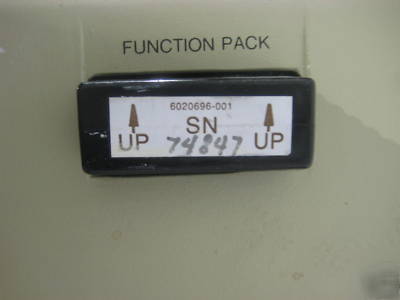 FUNCTION PACK
6020696-001
UP SN UP
74847